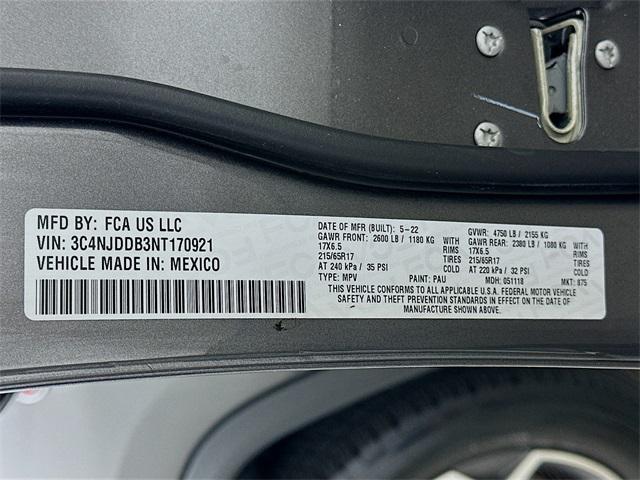 MFD BY: FCA US LLC
VIN: 3C4NJDDB3NT170921
VEHICLE MADE IN: MEXICO
DATE OF MFR (BUILT): 5-22
GVWR: 4750 LB / 2155 KG
GAWR FRONT: 2600 LB / 1180 KG WITH
GAWR REAR: 2380 LB / 1080 KG WITH
17X6.5 RIMS
17X6.5 RIMS
215/65R17 TIRES
215/65R17 TIRES
AT 240 kPa / 35 PSI COLD
AT 220 kPa / 32 PSI COLD
TYPE: MPV PAINT: PAU MDH: 051118 MKT: 875
THIS VEHICLE CONFORMS TO ALL APPLICABLE U.S.A. FEDERAL MOTOR VEHICLE
SAFETY AND THEFT PREVENTION STANDARDS IN EFFECT ON THE DATE OF
MANUFACTURE SHOWN ABOVE.